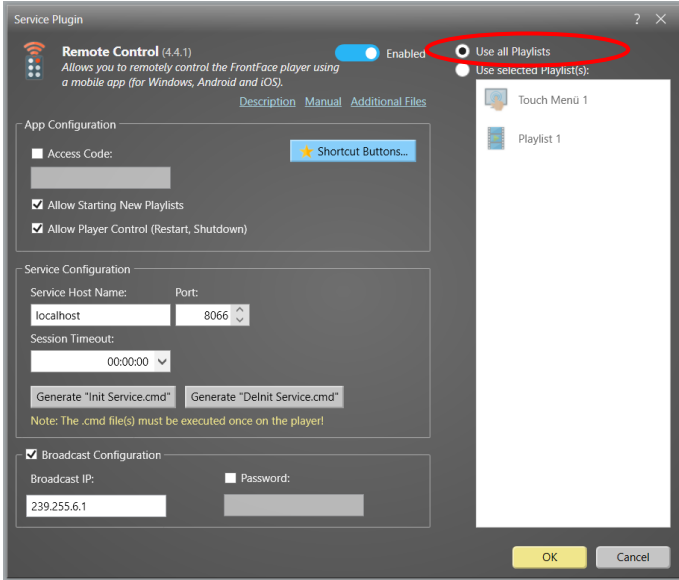 Service Plugin
Remote Control (4.4.1)
Enabled
Allows you to remotely control the FrontFace player using
a mobile app (for Windows, Android and iOS).
Description Manual Additional Files
App Configuration
Access Code:
Shortcut Buttons...
Allow Starting New Playlists
Allow Player Control (Restart, Shutdown)
Service Configuration
Service Host Name: Port:
localhost 8066
Session Timeout:
00:00:00
Generate "Init Service.cmd" Generate "DeInit Service.cmd"
Note: The .cmd file(s) must be executed once on the player!
Broadcast Configuration
Broadcast IP: Password:
239.255.6.1
Use all Playlists
Use selected Playlist(s):
Touch Menü 1
Playlist 1
OK Cancel